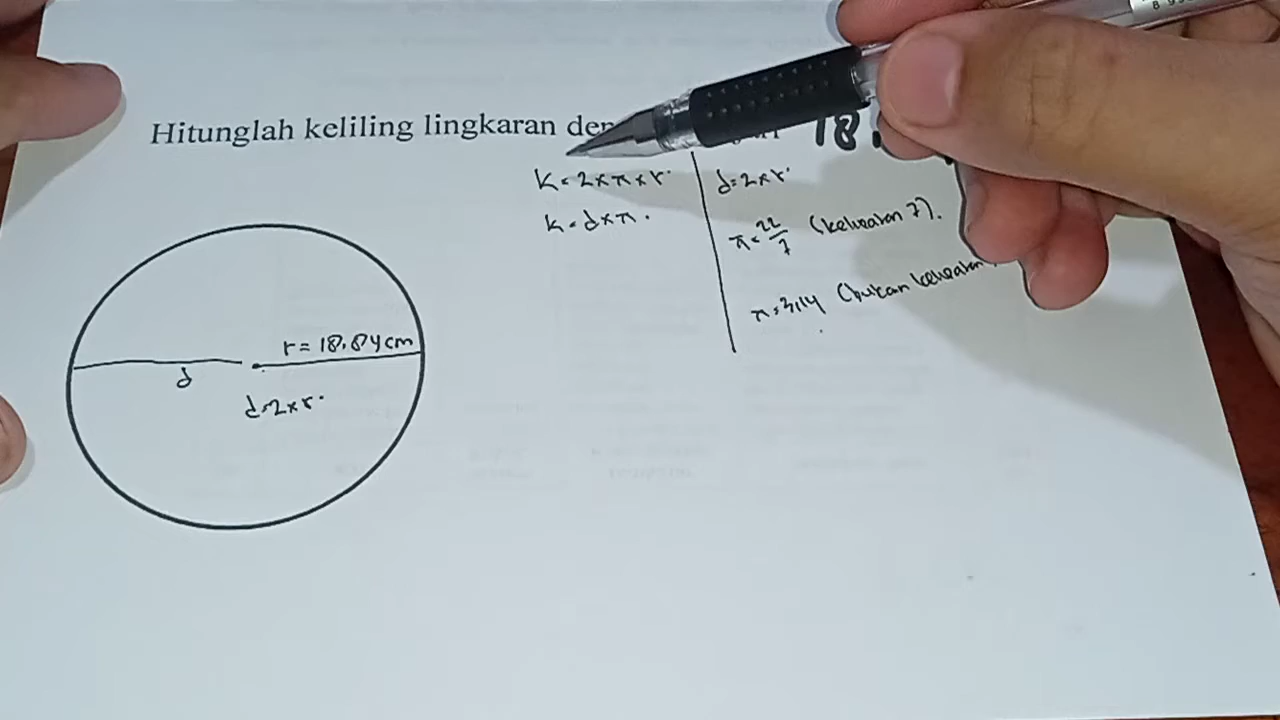 Hitunglah keliling lingkaran den
18.
K = 2 x π x r.
K = d x π.
d = 2 x r.
π = 22/7 (kelipatan 7).
π = 3,14 (bukan kelipatan
r = 18.84 cm
d
d = 2 x r.